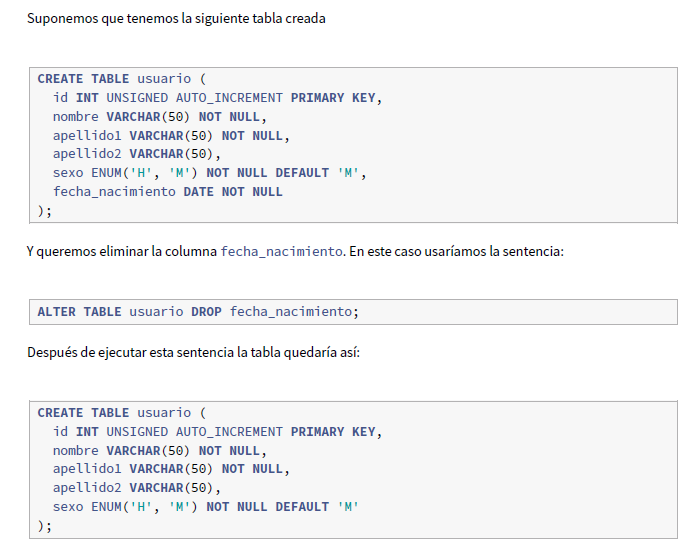 Suponemos que tenemos la siguiente tabla creada
CREATE TABLE usuario (
  id INT UNSIGNED AUTO_INCREMENT PRIMARY KEY,
  nombre VARCHAR(50) NOT NULL,
  apellido1 VARCHAR(50) NOT NULL,
  apellido2 VARCHAR(50),
  sexo ENUM('H', 'M') NOT NULL DEFAULT 'M',
  fecha_nacimiento DATE NOT NULL
);
Y queremos eliminar la columna fecha_nacimiento. En este caso usaríamos la sentencia:
ALTER TABLE usuario DROP fecha_nacimiento;
Después de ejecutar esta sentencia la tabla quedaría así:
CREATE TABLE usuario (
  id INT UNSIGNED AUTO_INCREMENT PRIMARY KEY,
  nombre VARCHAR(50) NOT NULL,
  apellido1 VARCHAR(50) NOT NULL,
  apellido2 VARCHAR(50),
  sexo ENUM('H', 'M') NOT NULL DEFAULT 'M'
);